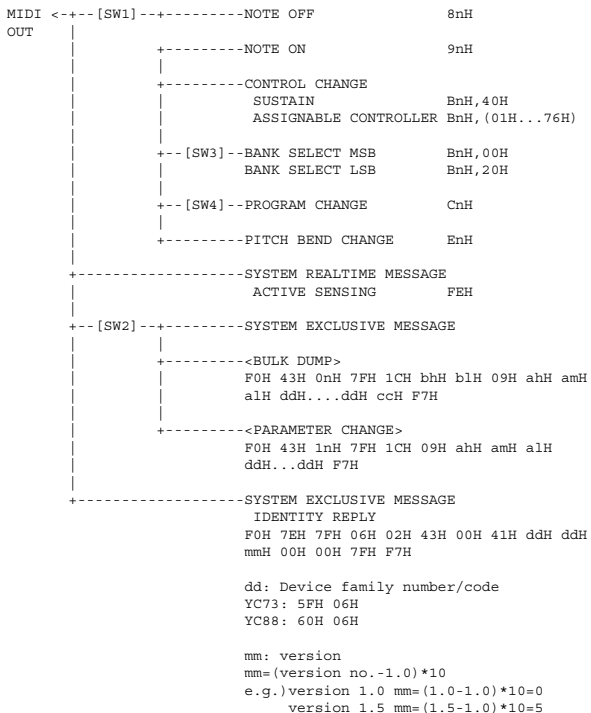 MIDI <-+--[SW1]--+---------NOTE OFF                8nH
OUT    |         |
       |         +---------NOTE ON                 9nH
       |         |
       |         +---------CONTROL CHANGE
       |         |          SUSTAIN                BnH,40H
       |         |          ASSIGNABLE CONTROLLER BnH,(01H...76H)
       |         |
       |         +--[SW3]--BANK SELECT MSB         BnH,00H
       |         |         BANK SELECT LSB         BnH,20H
       |         |
       |         +--[SW4]--PROGRAM CHANGE          CnH
       |         |
       |         +---------PITCH BEND CHANGE       EnH
       |
       +-------------------SYSTEM REALTIME MESSAGE
       |                    ACTIVE SENSING         FEH
       |
       +--[SW2]--+---------SYSTEM EXCLUSIVE MESSAGE
       |         |
       |         +---------<BULK DUMP>
       |         |         F0H 43H 0nH 7FH 1CH bhH blH 09H ahH amH
       |         |         alH ddH....ddH ccH F7H
       |         |
       |         +---------<PARAMETER CHANGE>
       |                   F0H 43H 1nH 7FH 1CH 09H ahH amH alH
       |                   ddH...ddH F7H
       |
       +-------------------SYSTEM EXCLUSIVE MESSAGE
                            IDENTITY REPLY
                           F0H 7EH 7FH 06H 02H 43H 00H 41H ddH ddH
                           mmH 00H 00H 7FH F7H

                           dd: Device family number/code
                           YC73: 5FH 06H
                           YC88: 60H 06H

                           mm: version
                           mm=(version no.-1.0)*10
                           e.g.)version 1.0 mm=(1.0-1.0)*10=0
                                version 1.5 mm=(1.5-1.0)*10=5